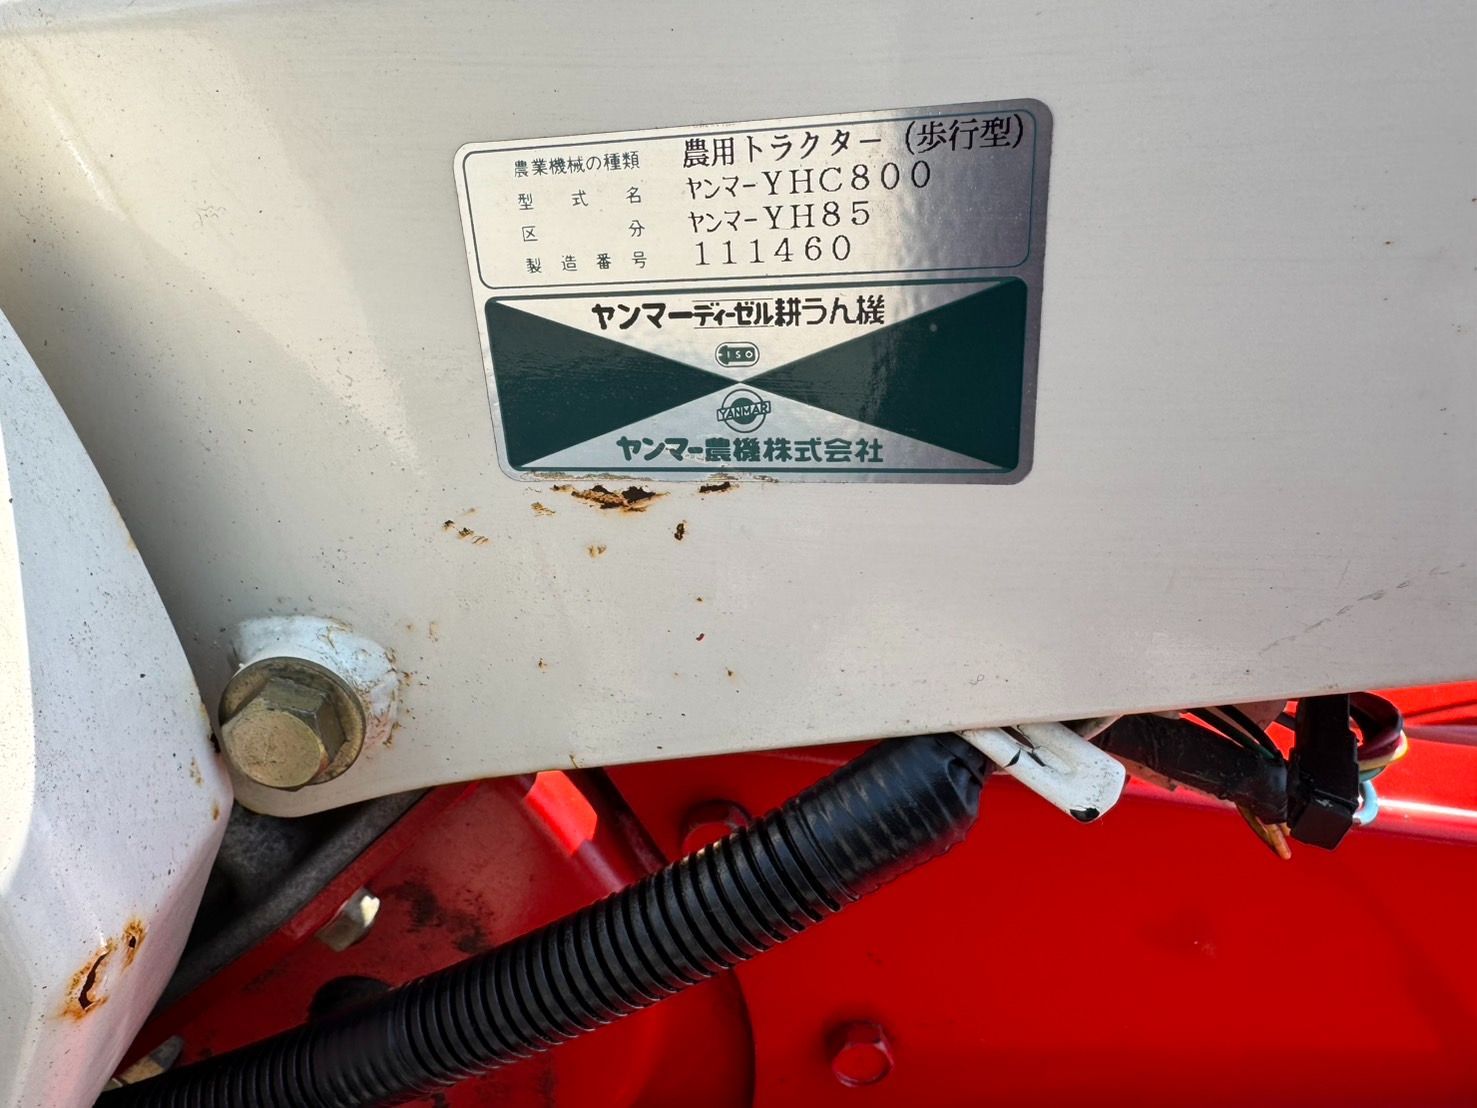 農業機械の種類 農用トラクター (歩行型)
型式名 ヤンマーYHC800
区分 ヤンマーYH85
製造番号 111460
ヤンマーディーゼル耕うん機
ISO
YANMAR
ヤンマー農機株式会社